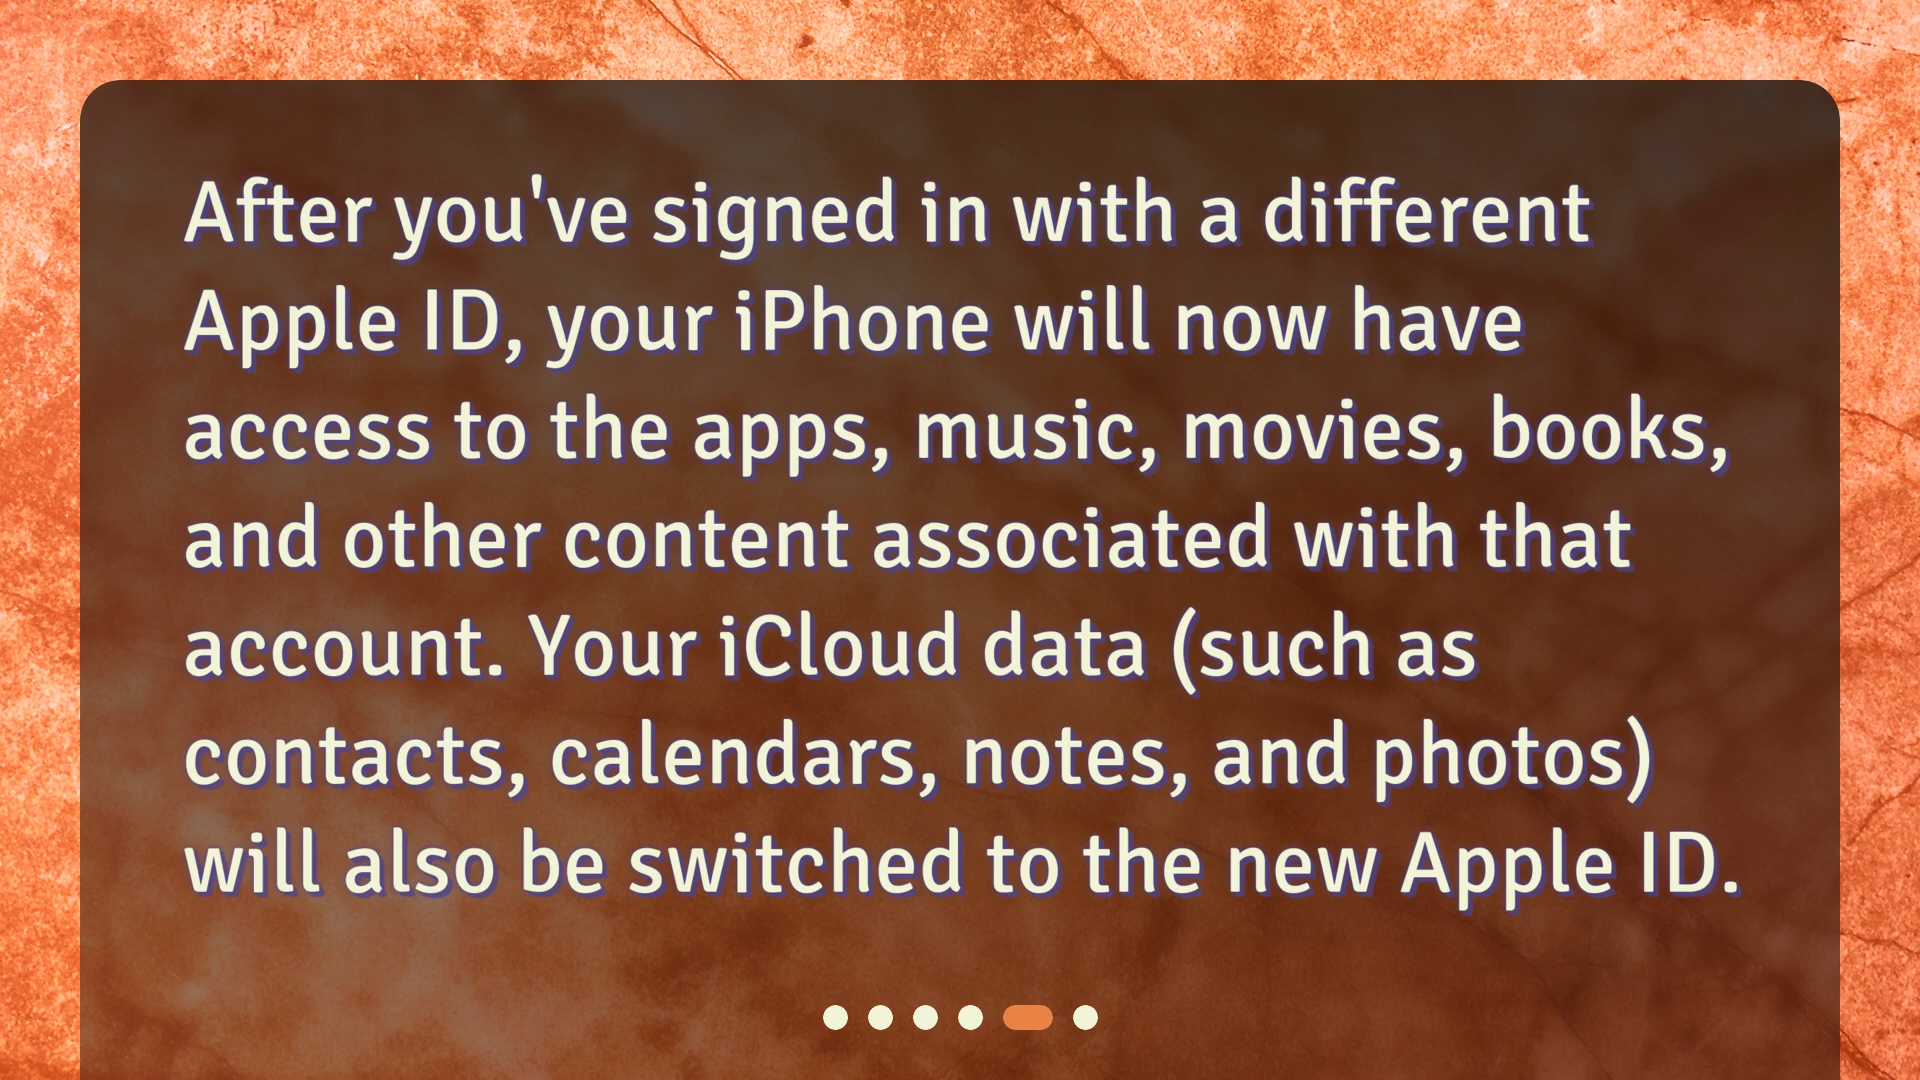 After you've signed in with a different
Apple ID, your iPhone will now have
access to the apps, music, movies, books,
and other content associated with that
account. Your iCloud data (such as
contacts, calendars, notes, and photos)
will also be switched to the new Apple ID.